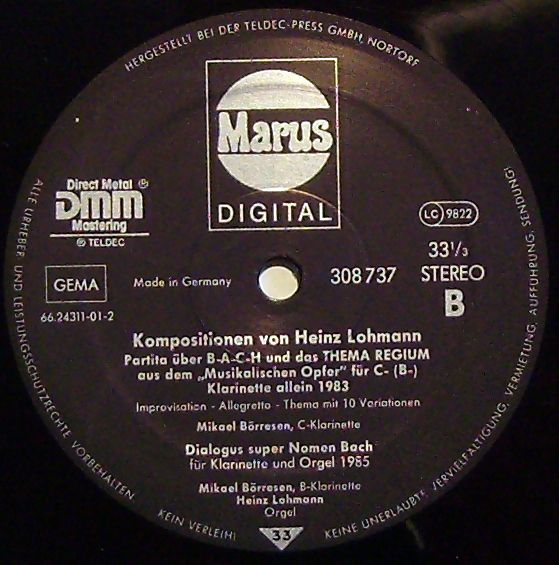 HERGESTELLT BEI DER TELDEC-PRESS GMBH, NORTORF
Marus
DIGITAL
Direct Metal ℗
DMM
Mastering
℗ TELDEC
LC 9822
33⅓
GEMA
Made in Germany
308 737
STEREO
B
66.24311-01-2
Kompositionen von Heinz Lohmann
Partita über B-A-C-H und das THEMA REGIUM
aus dem „Musikalischen Opfer" für C- (B-)
Klarinette allein 1983
Improvisation - Allegretto - Thema mit 10 Variationen
Mikael Börresen, C-Klarinette
Dialogus super Nomen Bach
für Klarinette und Orgel 1985
Mikael Börresen, B-Klarinette
Heinz Lohmann
Orgel
33
ALLE URHEBER- UND LEISTUNGSSCHUTZRECHTE VORBEHALTEN
KEIN VERLEIH!
KEINE UNERLAUBTE VERVIELFÄLTIGUNG, VERMIETUNG, AUFFÜHRUNG, SENDUNG!